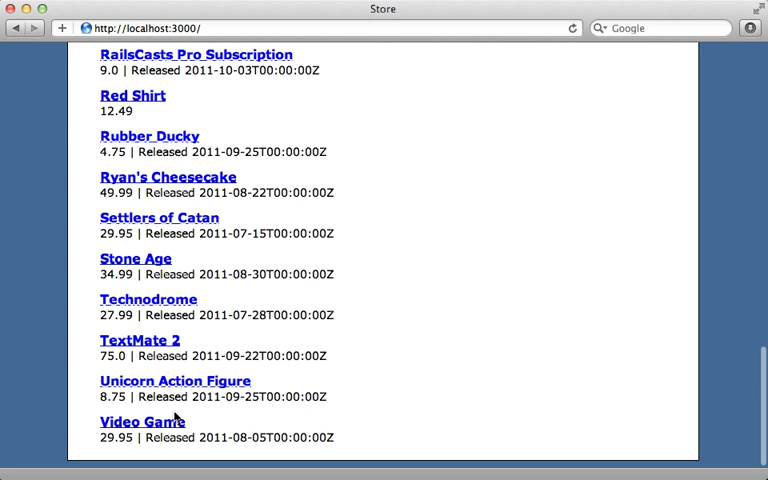 Store
http://localhost:3000/
Google
RailsCasts Pro Subscription
9.0 | Released 2011-10-03T00:00:00Z
Red Shirt
12.49
Rubber Ducky
4.75 | Released 2011-09-25T00:00:00Z
Ryan's Cheesecake
49.99 | Released 2011-08-22T00:00:00Z
Settlers of Catan
29.95 | Released 2011-07-15T00:00:00Z
Stone Age
34.99 | Released 2011-08-30T00:00:00Z
Technodrome
27.99 | Released 2011-07-28T00:00:00Z
TextMate 2
75.0 | Released 2011-09-22T00:00:00Z
Unicorn Action Figure
8.75 | Released 2011-09-25T00:00:00Z
Video Game
29.95 | Released 2011-08-05T00:00:00Z